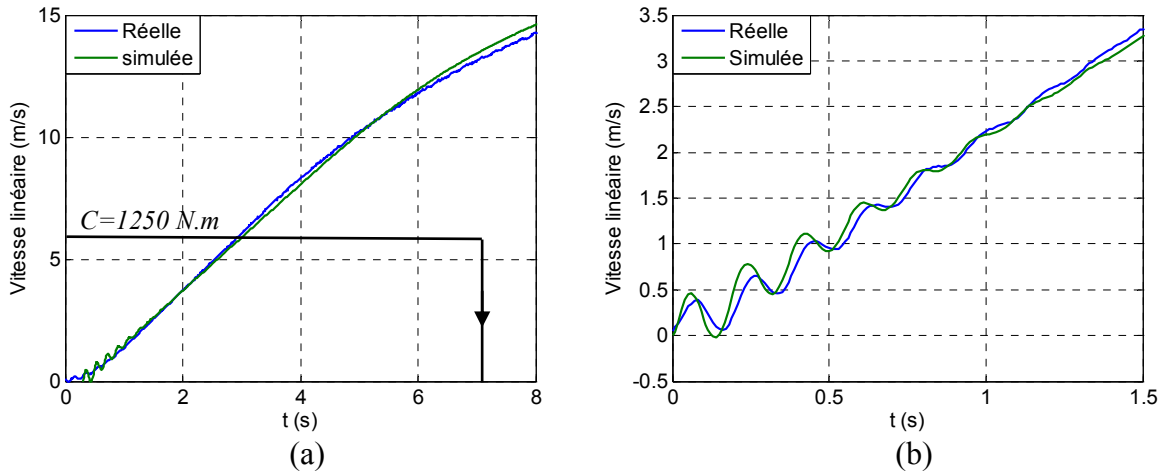 15
10
5
0
Vitesse linéaire (m/s)
Réelle
simulée
C=1250 N.m
0 2 4 6 8
t (s)
(a)
3.5
3
2.5
2
1.5
1
0.5
0
-0.5
Vitesse linéaire (m/s)
Réelle
Simulée
0 0.5 1 1.5
t (s)
(b)